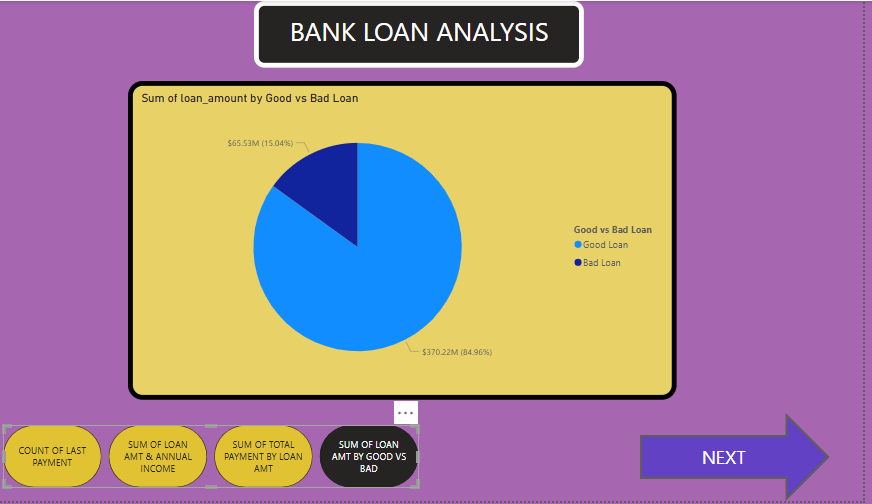 BANK LOAN ANALYSIS
Sum of loan_amount by Good vs Bad Loan
$65.53M (15.04%)
Good vs Bad Loan
Good Loan
Bad Loan
$370.22M (84.96%)
COUNT OF LAST
PAYMENT
SUM OF LOAN
AMT & ANNUAL
INCOME
SUM OF TOTAL
PAYMENT BY LOAN
AMT
SUM OF LOAN
AMT BY GOOD VS
BAD
NEXT